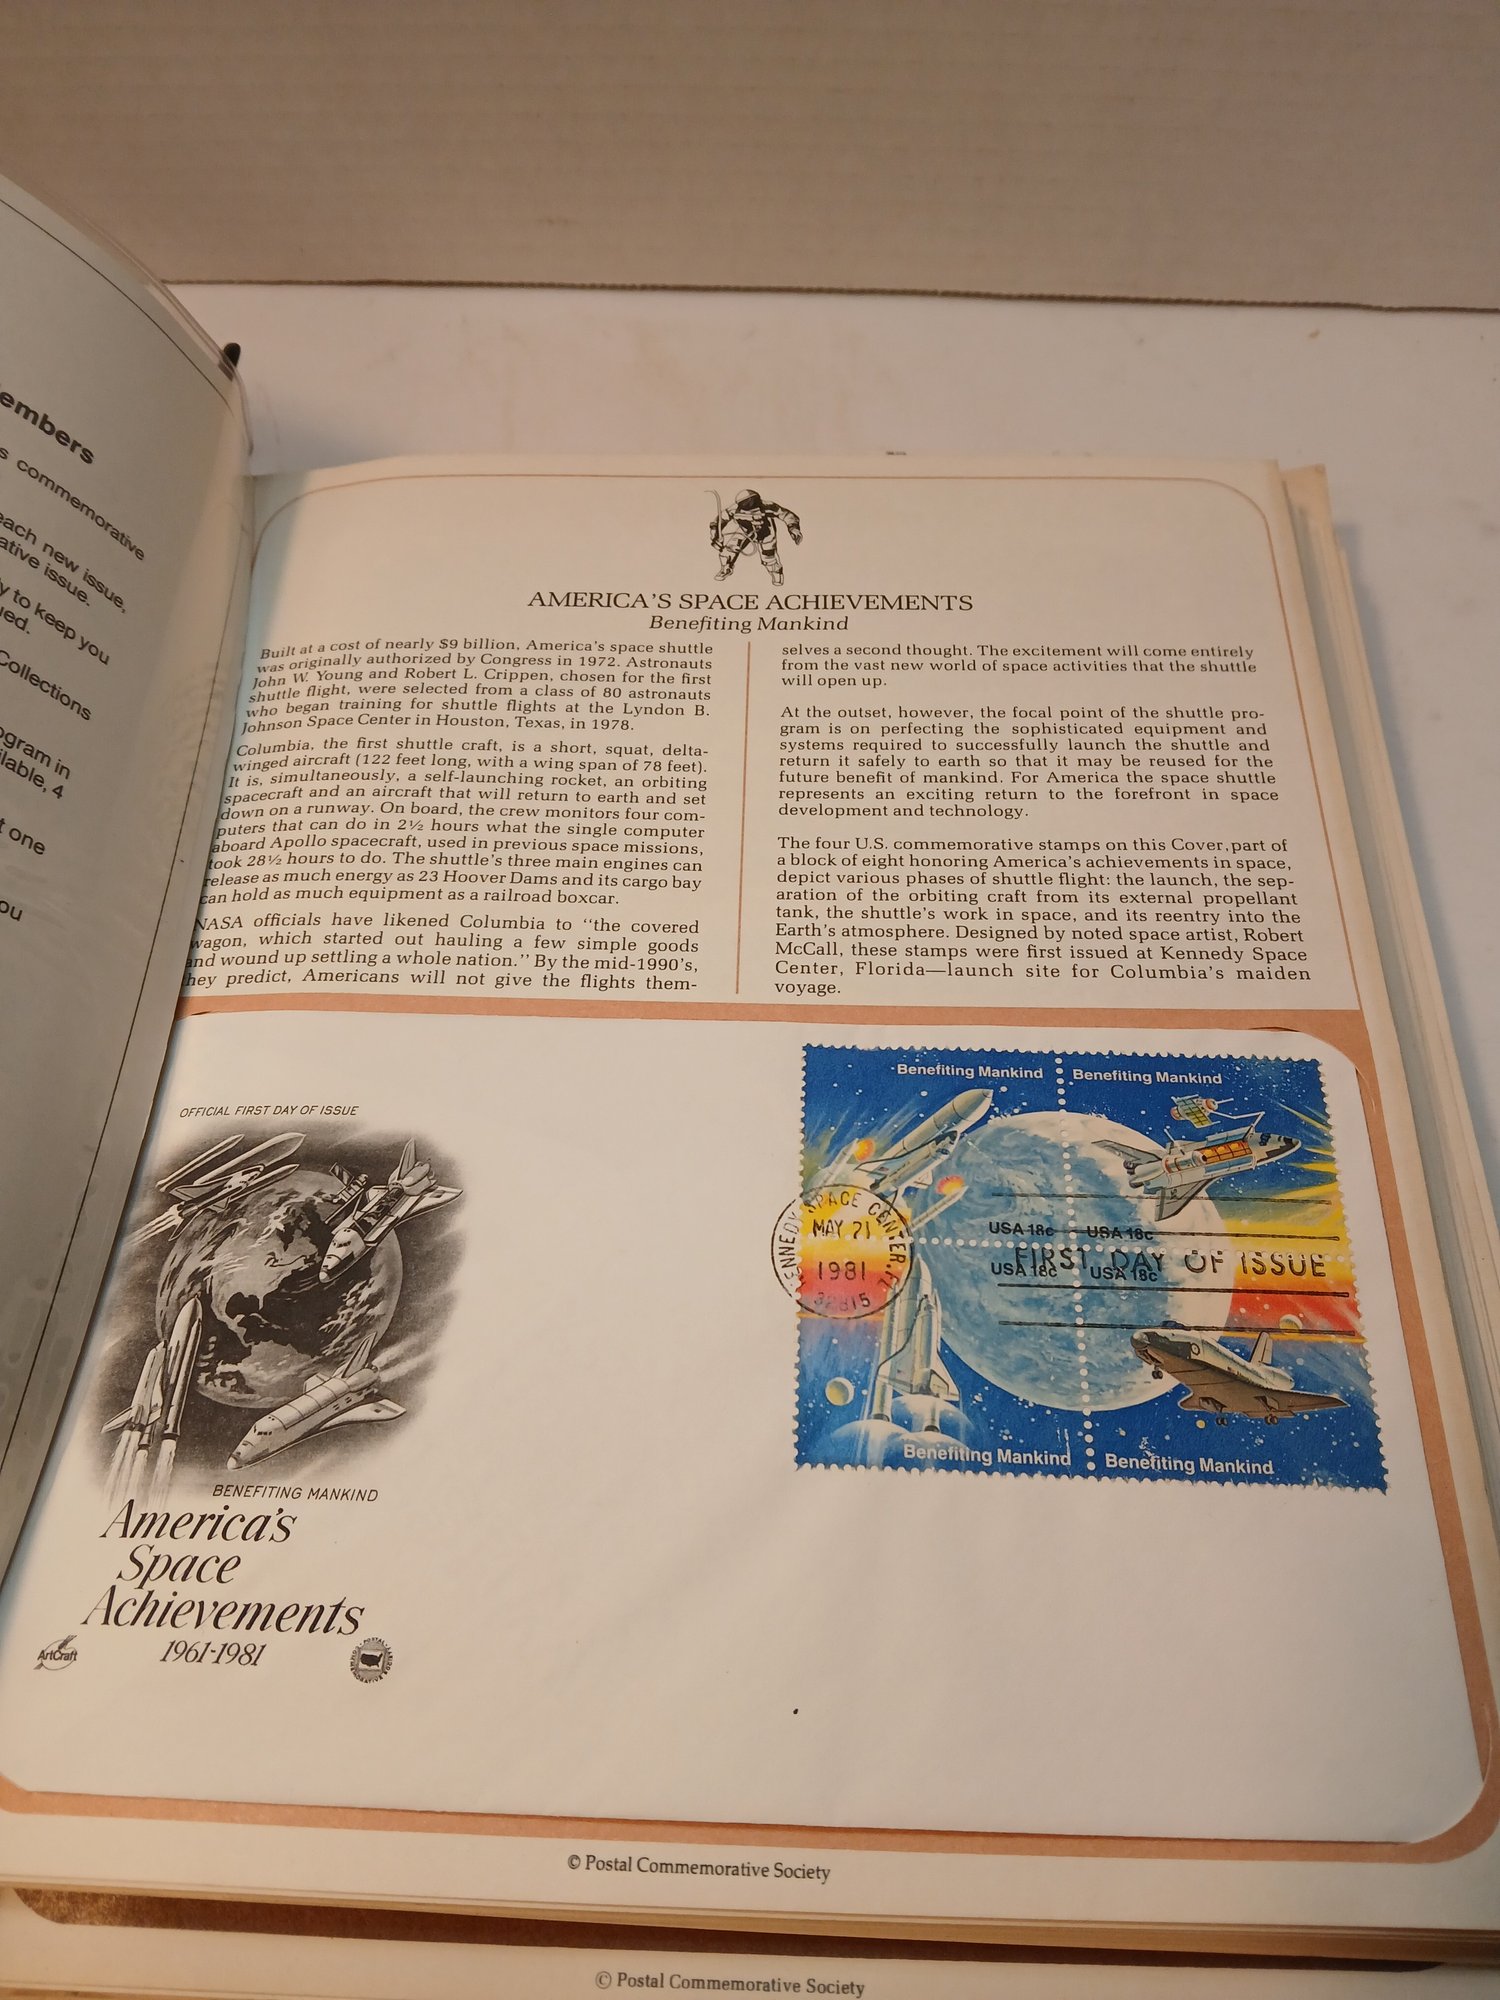 embers
s commemorative
each new issue,
ative issue.
y to keep you
ued.
Collections
ogram in
ilable, 4
t one
ou
AMERICA'S SPACE ACHIEVEMENTS
Benefiting Mankind
Built at a cost of nearly $9 billion, America's space shuttle
was originally authorized by Congress in 1972. Astronauts
John W. Young and Robert L. Crippen, chosen for the first
shuttle flight, were selected from a class of 80 astronauts
who began training for shuttle flights at the Lyndon B.
Johnson Space Center in Houston, Texas, in 1978.
Columbia, the first shuttle craft, is a short, squat, delta-
winged aircraft (122 feet long, with a wing span of 78 feet).
It is, simultaneously, a self-launching rocket, an orbiting
spacecraft and an aircraft that will return to earth and set
down on a runway. On board, the crew monitors four com-
puters that can do in 2½ hours what the single computer
aboard Apollo spacecraft, used in previous space missions,
took 28½ hours to do. The shuttle's three main engines can
release as much energy as 23 Hoover Dams and its cargo bay
can hold as much equipment as a railroad boxcar.
NASA officials have likened Columbia to "the covered
wagon, which started out hauling a few simple goods
and wound up settling a whole nation." By the mid-1990's,
hey predict, Americans will not give the flights them-
selves a second thought. The excitement will come entirely
from the vast new world of space activities that the shuttle
will open up.
At the outset, however, the focal point of the shuttle pro-
gram is on perfecting the sophisticated equipment and
systems required to successfully launch the shuttle and
return it safely to earth so that it may be reused for the
future benefit of mankind. For America the space shuttle
represents an exciting return to the forefront in space
development and technology.
The four U.S. commemorative stamps on this Cover, part of
a block of eight honoring America's achievements in space,
depict various phases of shuttle flight: the launch, the sep-
aration of the orbiting craft from its external propellant
tank, the shuttle's work in space, and its reentry into the
Earth's atmosphere. Designed by noted space artist, Robert
McCall, these stamps were first issued at Kennedy Space
Center, Florida—launch site for Columbia's maiden
voyage.
OFFICIAL FIRST DAY OF ISSUE
BENEFITING MANKIND
America's
Space
Achievements
1961-1981
ArtCraft
POSTAL COMMEMORATIVE SOCIETY
Benefiting Mankind
Benefiting Mankind
USA 18c
USA 18c
USA 18c
USA 18c
KENNEDY SPACE CENTER, FL
MAY 21
1981
32815
FIRST DAY OF ISSUE
Benefiting Mankind
Benefiting Mankind
© Postal Commemorative Society
© Postal Commemorative Society